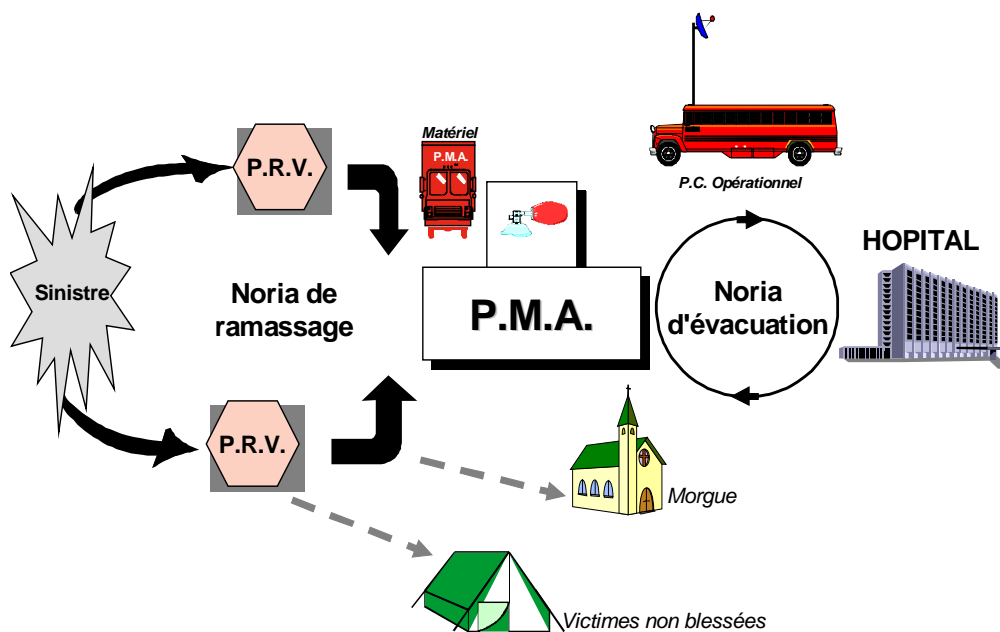 Sinistre
P.R.V.
Noria de
ramassage
P.R.V.
Matériel
P.M.A.
P.M.A.
P.C. Opérationnel
Noria
d'évacuation
HOPITAL
Morgue
Victimes non blessées